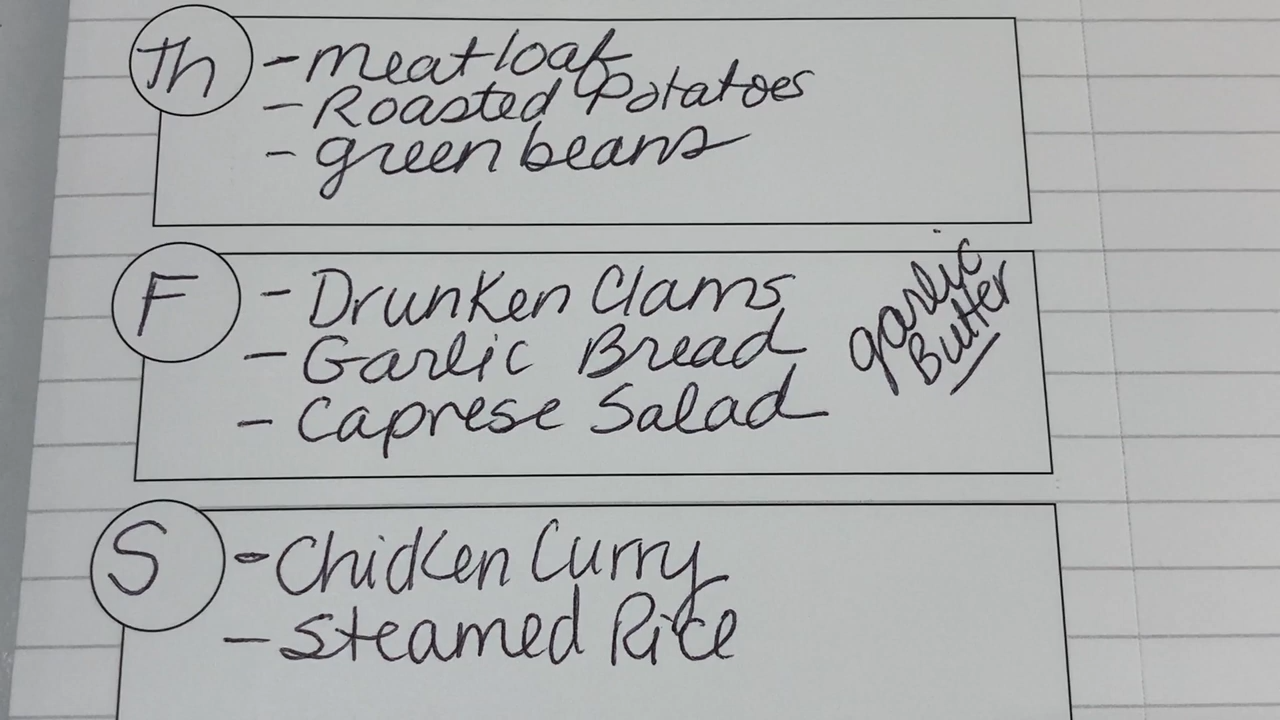 Th
- Meatloaf
- Roasted Potatoes
- green beans
F
- Drunken Clams
- Garlic Bread
- Caprese Salad
garlic
Butter
S
- Chicken Curry
- Steamed Rice